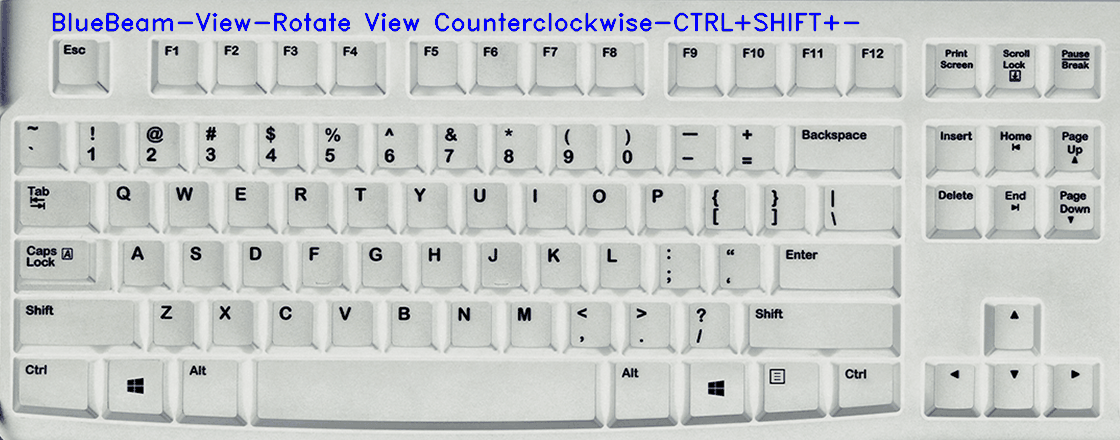 BlueBeam-View-Rotate View Counterclockwise-CTRL+SHIFT+-
Esc F1 F2 F3 F4 F5 F6 F7 F8 F9 F10 F11 F12 Print Screen Scroll Lock Pause Break
~ ! @ # $ % ^ & * ( ) — + Backspace Insert Home Page Up
` 1 2 3 4 5 6 7 8 9 0 - =
Tab Q W E R T Y U I O P { } | Delete End Page Down
[ ] \
Caps Lock A A S D F G H J K L : “ Enter
; ‘
Shift Z X C V B N M < > ? Shift
, . /
Ctrl Alt Alt Ctrl